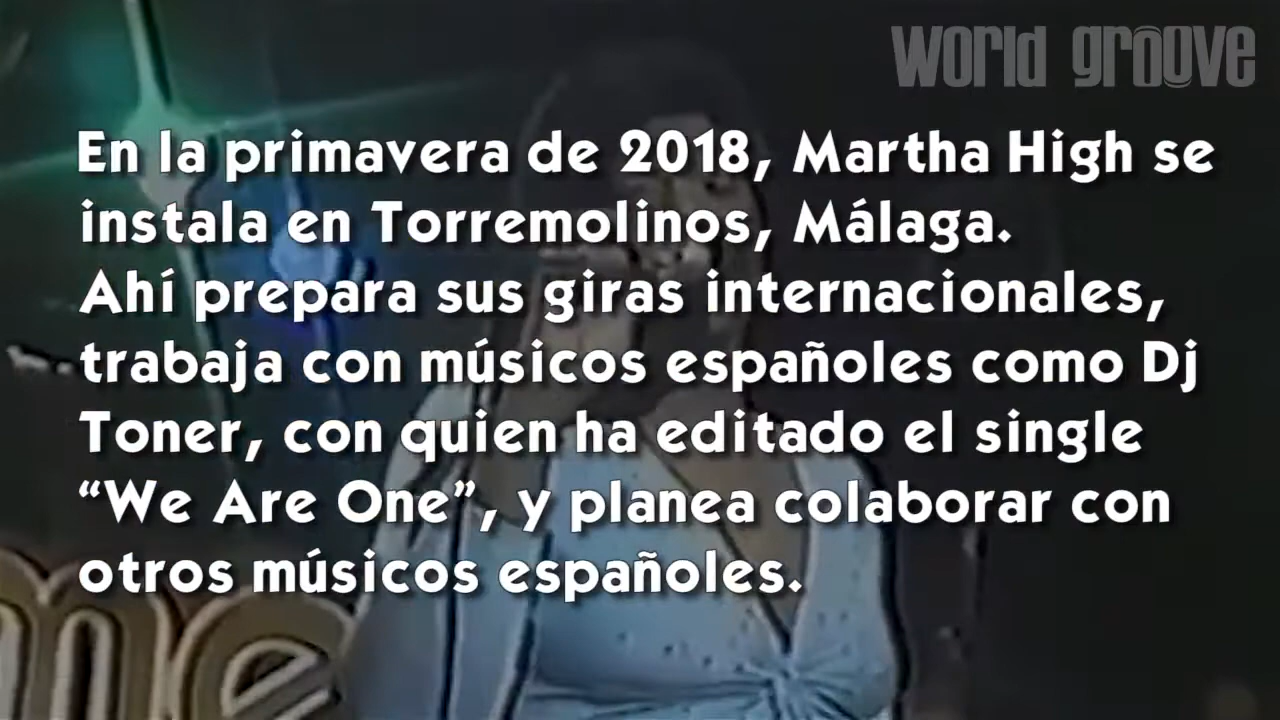 world groove
En la primavera de 2018, Martha High se
instala en Torremolinos, Málaga.
Ahí prepara sus giras internacionales,
trabaja con músicos españoles como Dj
Toner, con quien ha editado el single
“We Are One”, y planea colaborar con
otros músicos españoles.
me